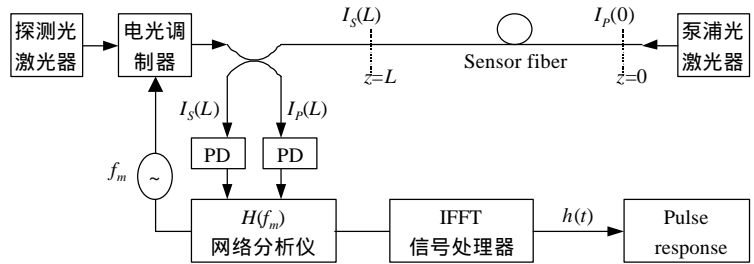 探测光
激光器
电光调
制器
I_S(L)
I_P(0)
泵浦光
激光器
Sensor fiber
z=L
z=0
I_S(L)
I_P(L)
PD
PD
f_m
~
H(f_m)
网络分析仪
IFFT
信号处理器
h(t)
Pulse
response